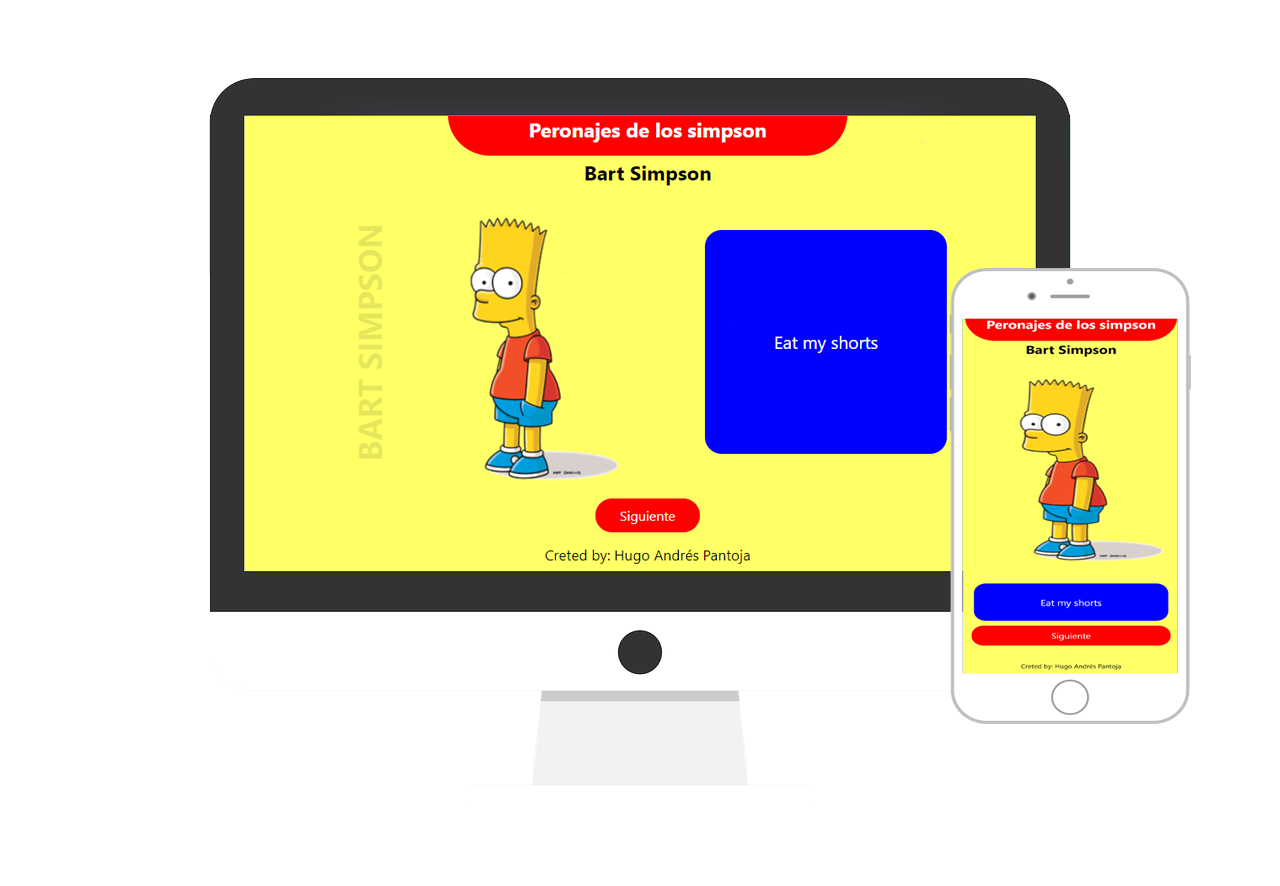 Peronajes de los simpson
Bart Simpson
BART SIMPSON
Eat my shorts
Siguiente
Creted by: Hugo Andrés Pantoja
Peronajes de los simpson
Bart Simpson
Eat my shorts
Siguiente
Creted by: Hugo Andrés Pantoja